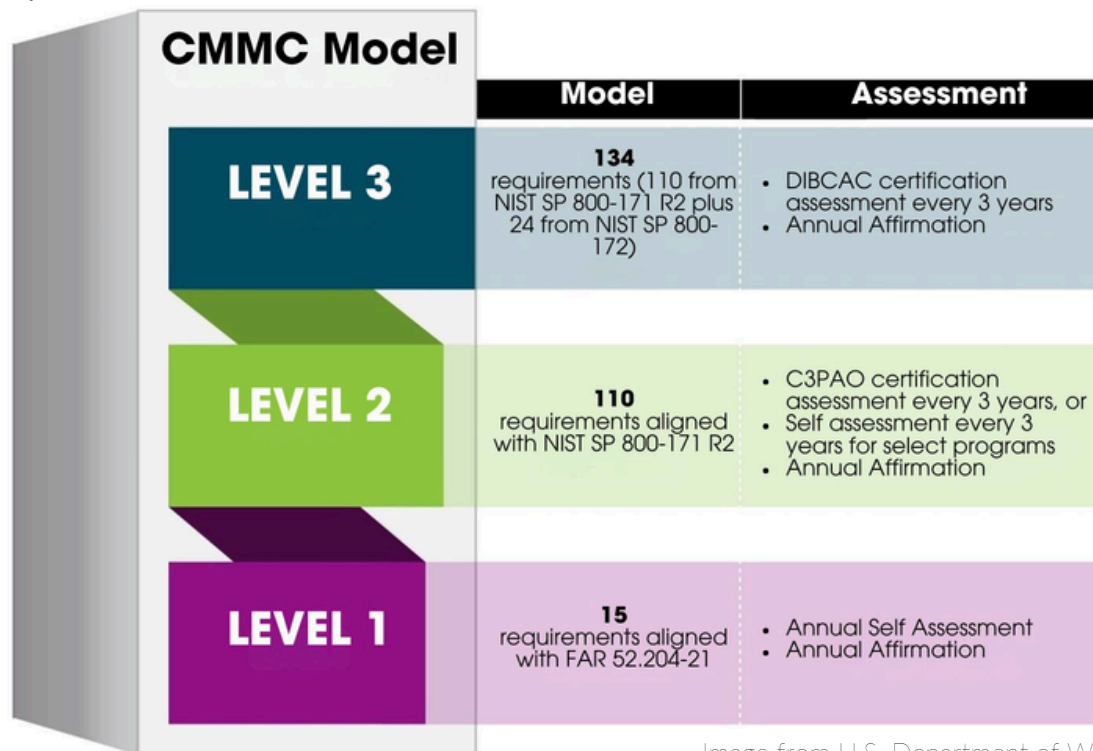 CMMC Model
Model
Assessment
LEVEL 3
134
requirements (110 from
NIST SP 800-171 R2 plus
24 from NIST SP 800-
172)
• DIBCAC certification
assessment every 3 years
• Annual Affirmation
LEVEL 2
110
requirements aligned
with NIST SP 800-171 R2
• C3PAO certification
assessment every 3 years, or
• Self assessment every 3
years for select programs
• Annual Affirmation
LEVEL 1
15
requirements aligned
with FAR 52.204-21
• Annual Self Assessment
• Annual Affirmation
Image from U.S. Department of